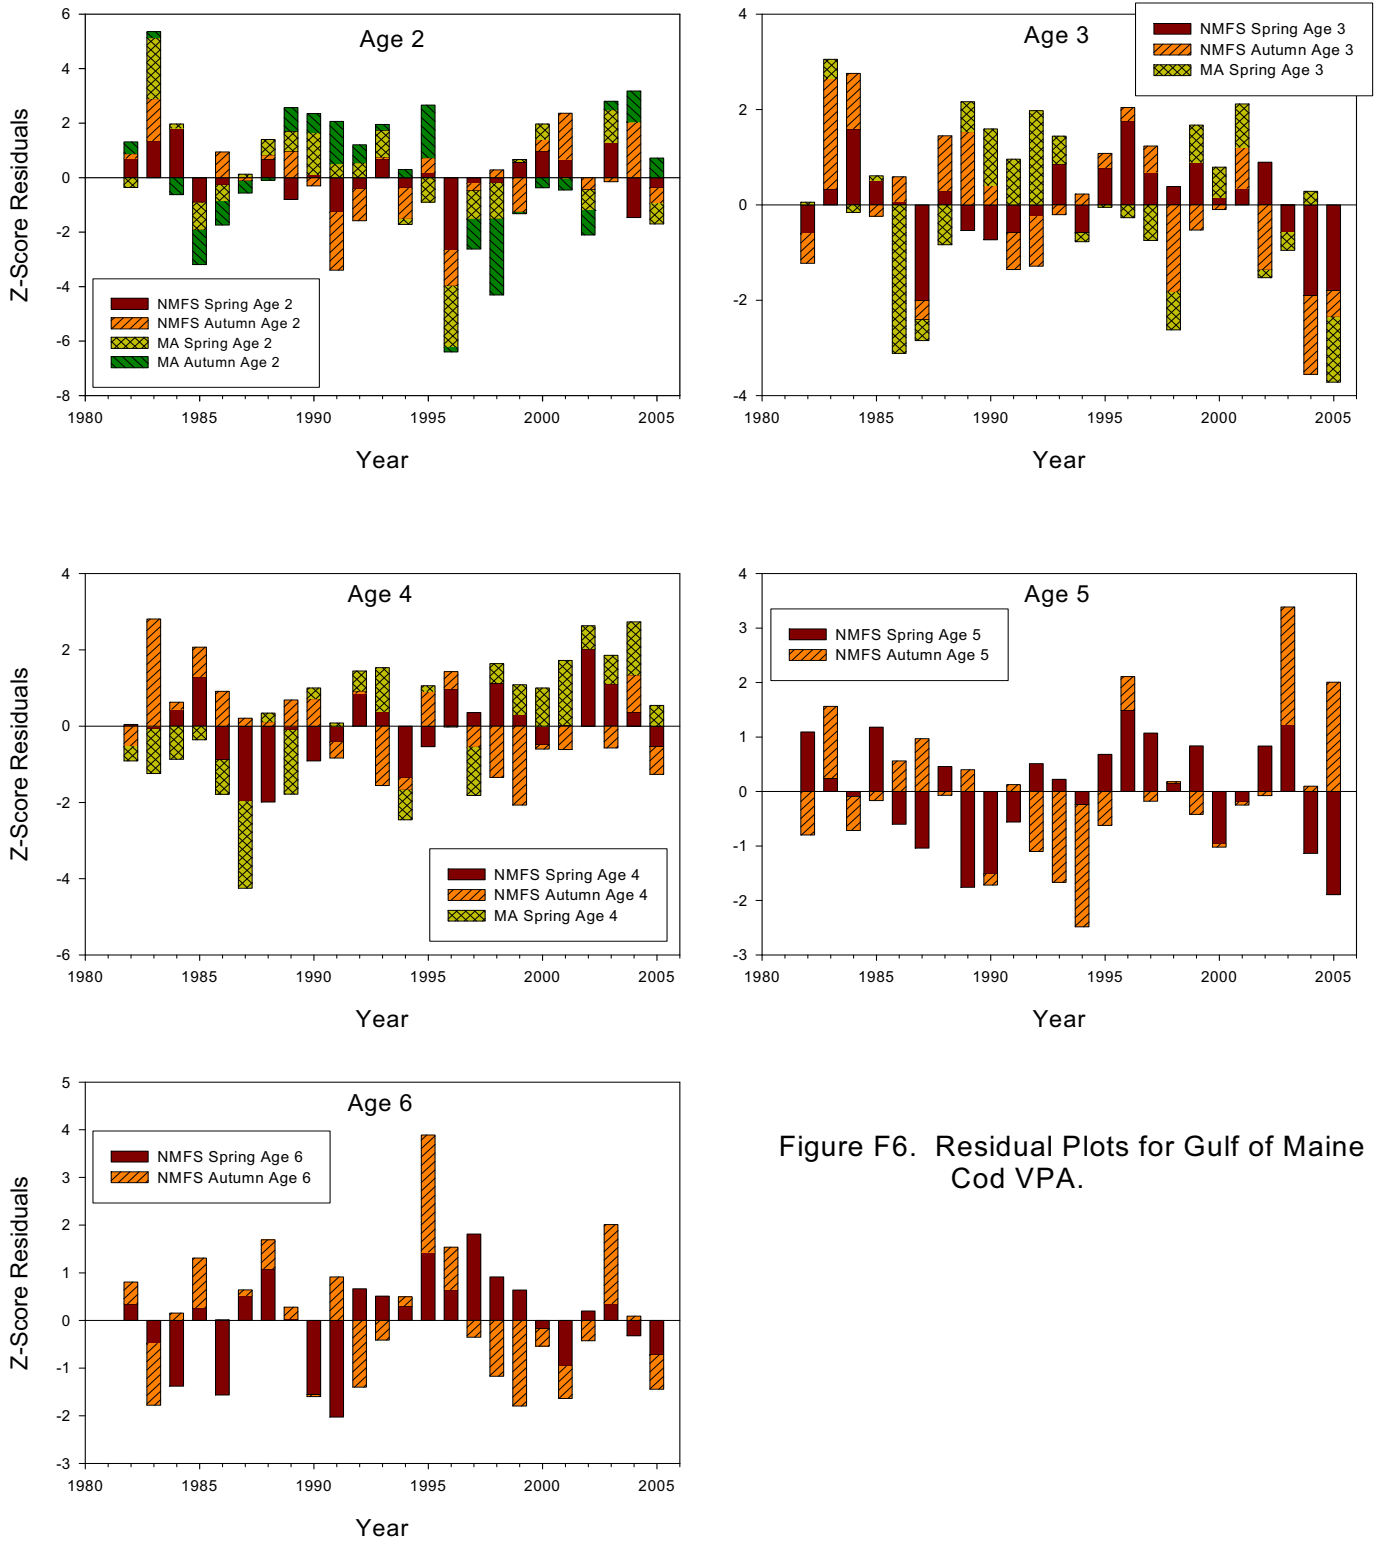 Age 2
Z-Score Residuals
6
4
2
0
-2
-4
-6
-8
NMFS Spring Age 2
NMFS Autumn Age 2
MA Spring Age 2
MA Autumn Age 2
1980 1985 1990 1995 2000 2005
Year
Age 3
4
2
0
-2
-4
NMFS Spring Age 3
NMFS Autumn Age 3
MA Spring Age 3
1980 1985 1990 1995 2000 2005
Year
Age 4
Z-Score Residuals
4
2
0
-2
-4
-6
NMFS Spring Age 4
NMFS Autumn Age 4
MA Spring Age 4
1980 1985 1990 1995 2000 2005
Year
Age 5
4
3
2
1
0
-1
-2
-3
NMFS Spring Age 5
NMFS Autumn Age 5
1980 1985 1990 1995 2000 2005
Year
Age 6
Z-Score Residuals
5
4
3
2
1
0
-1
-2
-3
NMFS Spring Age 6
NMFS Autumn Age 6
1980 1985 1990 1995 2000 2005
Year
Figure F6. Residual Plots for Gulf of Maine
Cod VPA.